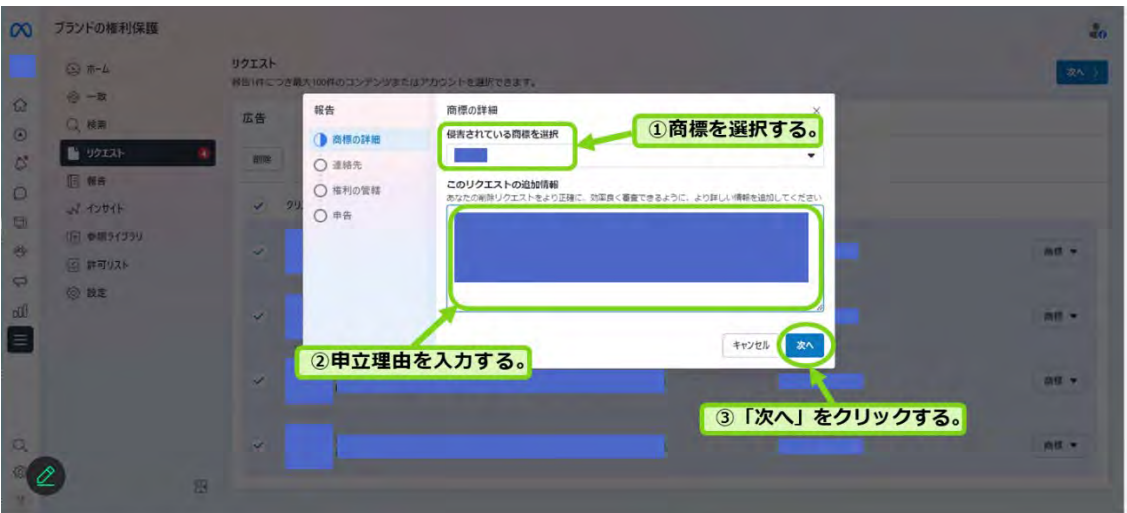 ブランドの権利保護
ホーム
一致
検索
リクエスト
報告
インサイト
参照ライブラリ
許可リスト
設定
リクエスト
報告1件につき最大100件のコンテンツまたはアカウントを選択できます。
次へ
広告
削除
報告
商標の詳細
連絡先
権利の管轄
申告
商標の詳細
侵害されている商標を選択
①商標を選択する。
このリクエストの追加情報
あなたの削除リクエストをより正確に、効率良く審査できるように、より詳しい情報を追加してください
②申立理由を入力する。
キャンセル
次へ
③「次へ」をクリックする。
商標
商標
商標
商標